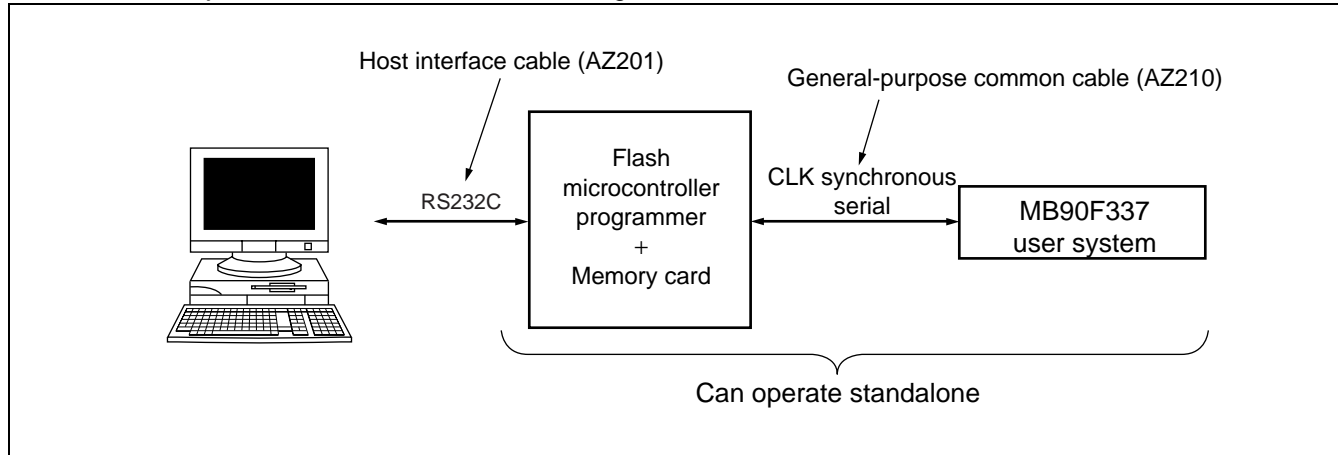 Host interface cable (AZ201)
General-purpose common cable (AZ210)
RS232C
Flash
microcontroller
programmer
+
Memory card
CLK synchronous
serial
MB90F337
user system
Can operate standalone